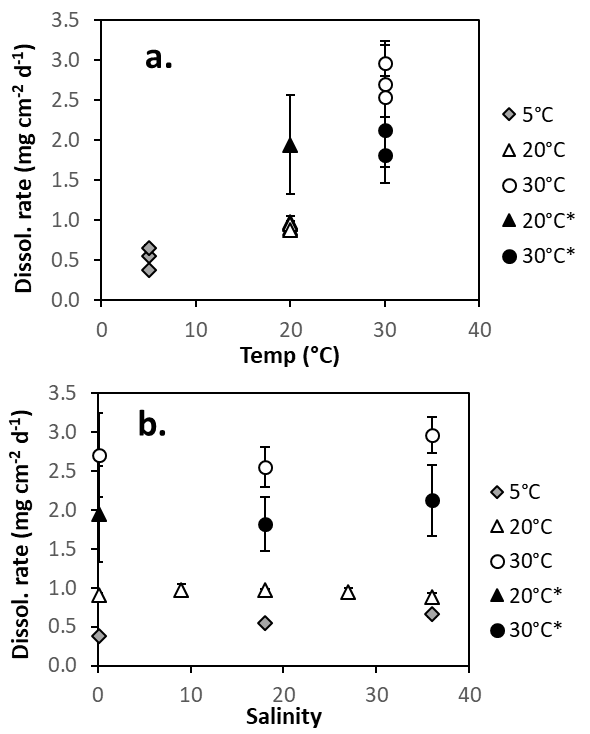 3.5
3.0
2.5
2.0
1.5
1.0
0.5
0.0
Dissol. rate (mg cm-2 d-1)
a.
5°C
20°C
30°C
20°C*
30°C*
0 10 20 30 40
Temp (°C)
3.5
3.0
2.5
2.0
1.5
1.0
0.5
0.0
Dissol. rate (mg cm-2 d-1)
b.
5°C
20°C
30°C
20°C*
30°C*
0 20 30 40
10
Salinity